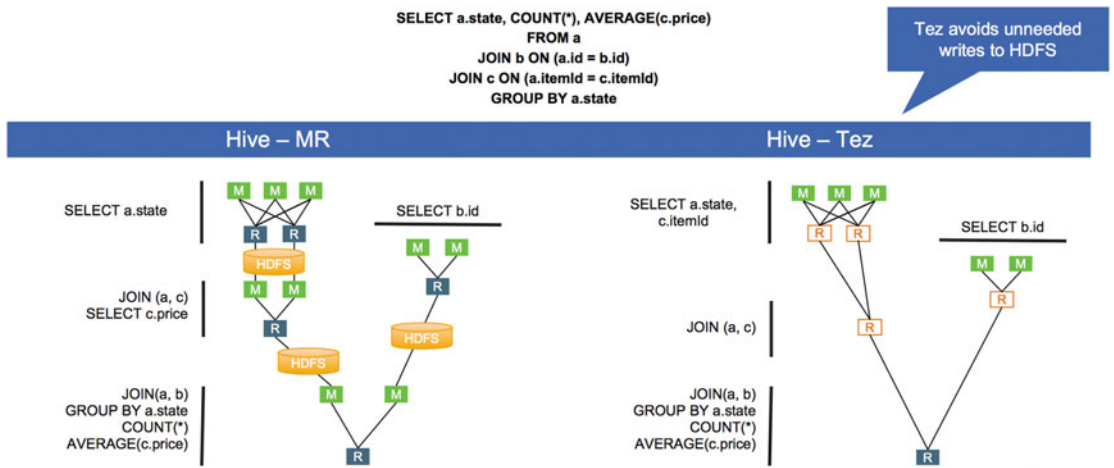 SELECT a.state, COUNT(*), AVERAGE(c.price)
FROM a
JOIN b ON (a.id = b.id)
JOIN c ON (a.itemId = c.itemId)
GROUP BY a.state
Tez avoids unneeded
writes to HDFS
Hive – MR
Hive – Tez
SELECT a.state
M M M
R R
HDFS
M M
SELECT b.id
M M
R
JOIN (a, c)
SELECT c.price
R
HDFS
HDFS
JOIN(a, b)
GROUP BY a.state
COUNT(*)
AVERAGE(c.price)
M M
R
SELECT a.state,
c.itemId
M M M
R R
SELECT b.id
M M
R
JOIN (a, c)
R
JOIN(a, b)
GROUP BY a.state
COUNT(*)
AVERAGE(c.price)
R